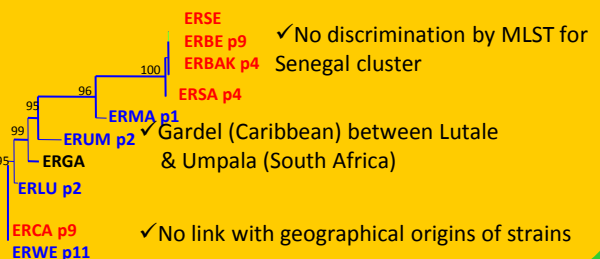 ERSE
ERBE p9
ERBAK p4
ERSA p4
100
96
ERMA p1
95
ERUM p2
99
ERGA
95
ERLU p2
ERCA p9
ERWE p11
✓No discrimination by MLST for
Senegal cluster
✓Gardel (Caribbean) between Lutale
& Umpala (South Africa)
✓No link with geographical origins of strains